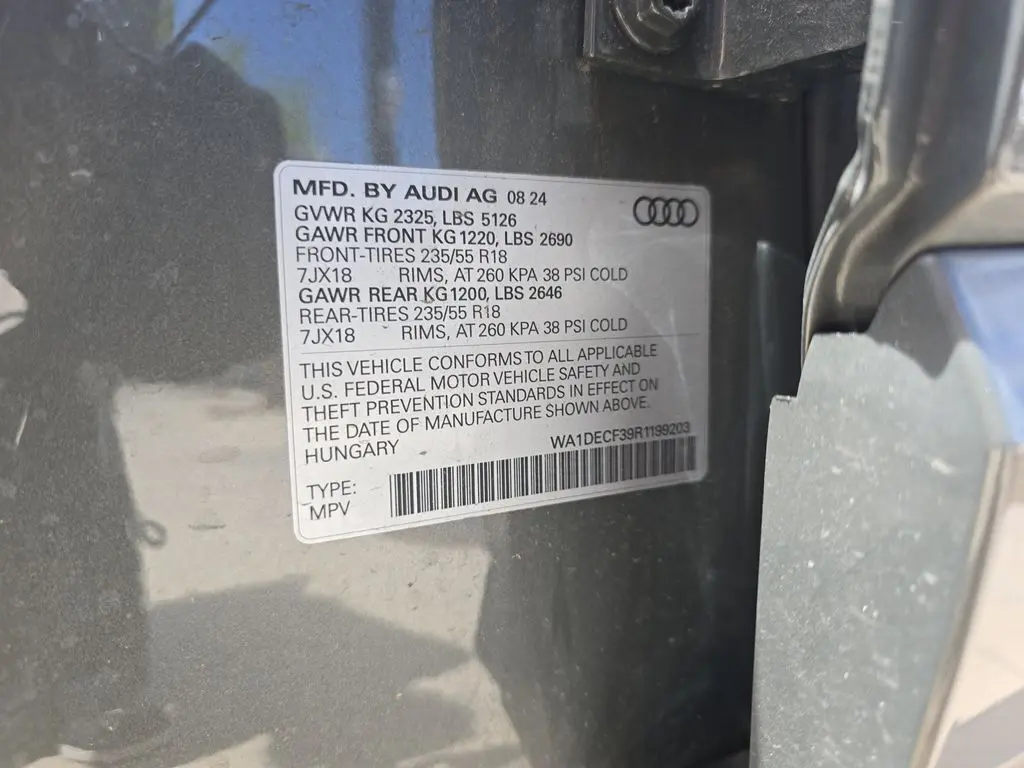 MFD. BY AUDI AG 08 24
GVWR KG 2325, LBS 5126
GAWR FRONT KG 1220, LBS 2690
FRONT-TIRES 235/55 R18
7JX18 RIMS, AT 260 KPA 38 PSI COLD
GAWR REAR KG 1200, LBS 2646
REAR-TIRES 235/55 R18
7JX18 RIMS, AT 260 KPA 38 PSI COLD
THIS VEHICLE CONFORMS TO ALL APPLICABLE
U.S. FEDERAL MOTOR VEHICLE SAFETY AND
THEFT PREVENTION STANDARDS IN EFFECT ON
THE DATE OF MANUFACTURE SHOWN ABOVE.
HUNGARY WA1DECF39R1199203
TYPE:
MPV